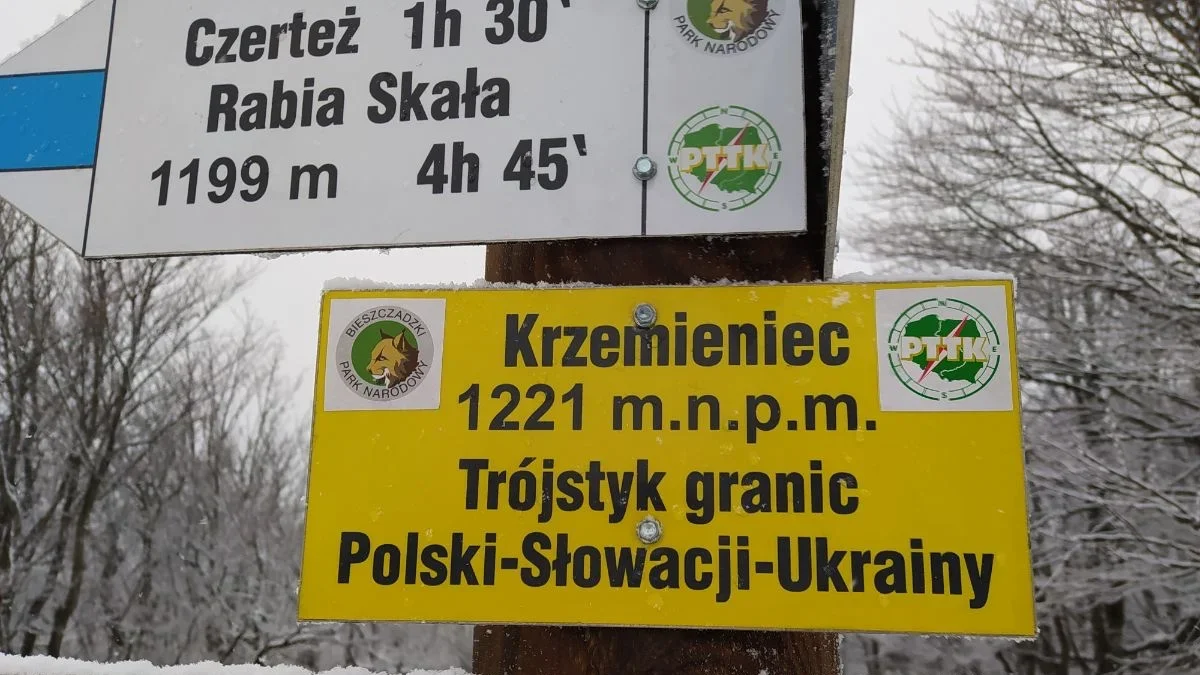 Czerteż 1h 30‘
Rabia Skała
1199 m 4h 45‘
PARK NARODOWY
N
W PTTK E
S
BIESZCZADZKI
PARK NARODOWY
Krzemieniec
1221 m.n.p.m.
Trójstyk granic
Polski-Słowacji-Ukrainy
N
W PTTK E
S